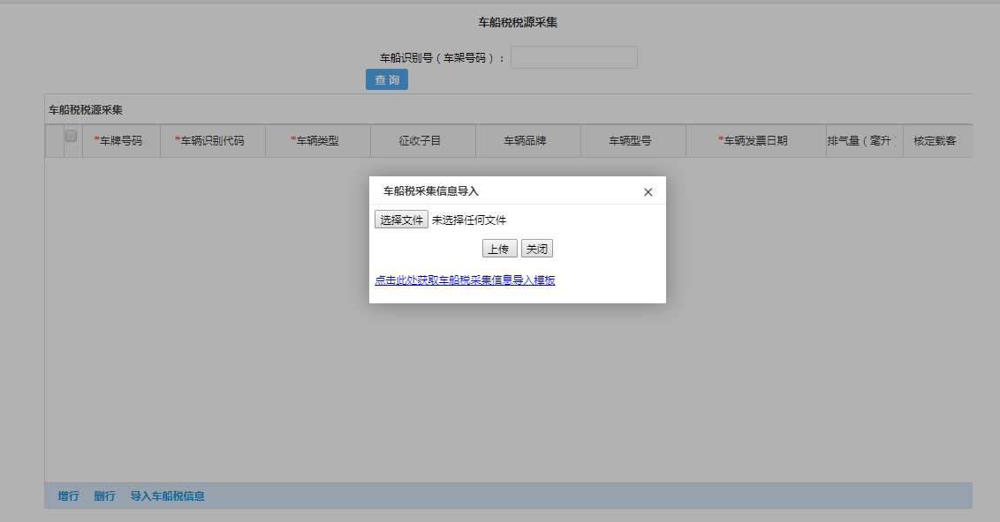 车船税税源采集
车船识别号（车架号码）：
查 询
车船税税源采集
*车牌号码 *车辆识别代码 *车辆类型 征收子目 车辆品牌 车辆型号 *车辆发票日期 排气量（毫升） 核定载客
车船税采集信息导入 ×
选择文件 未选择任何文件
上传 关闭
点击此处获取车船税采集信息导入模板
增行 删行 导入车船税信息